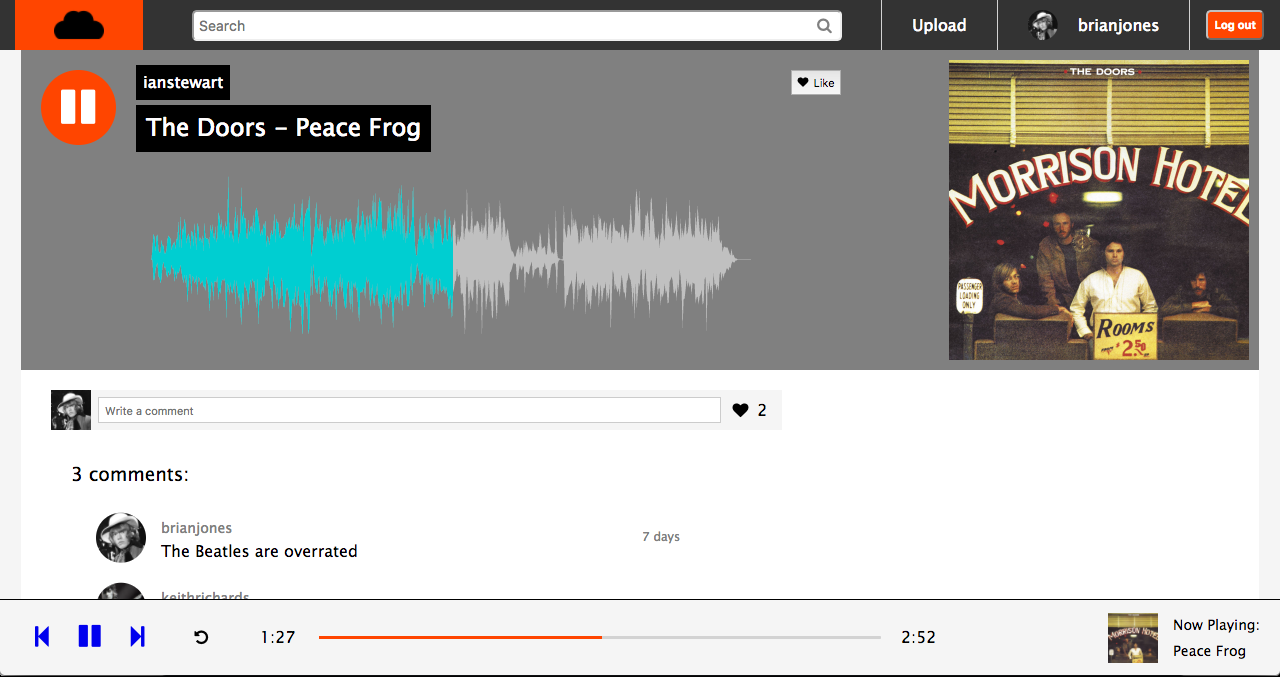 Search
Upload
brianjones
Log out
ianstewart
Like
The Doors – Peace Frog
THE DOORS
MORRISON HOTEL
PASSENGER
LOADING
ONLY
ROOMS
$2.50
Write a comment
2
3 comments:
brianjones
7 days
The Beatles are overrated
keithrichards
1:27
2:52
MORRISON HOTEL
Now Playing:
Peace Frog